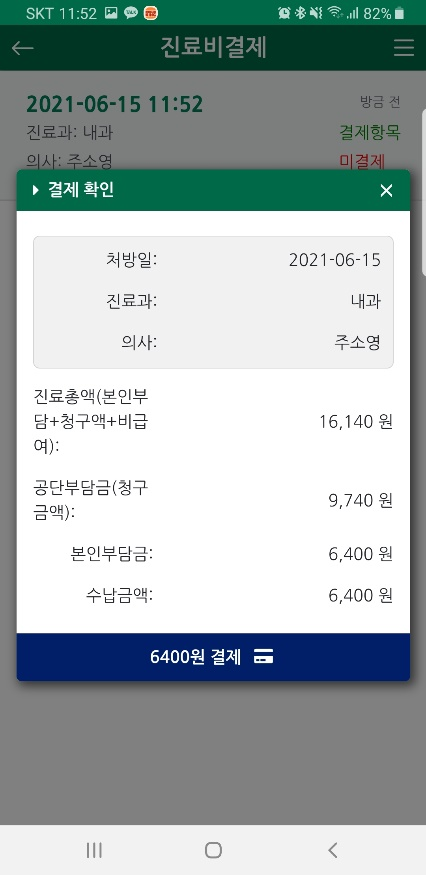 SKT 11:52 82%
진료비결제
2021-06-15 11:52 방금 전
진료과: 내과 결제항목
의사: 주소영 미결제
결제 확인
처방일: 2021-06-15
진료과: 내과
의사: 주소영
진료총액(본인부
담+청구액+비급 16,140 원
여):
공단부담금(청구 9,740 원
금액):
본인부담금: 6,400 원
수납금액: 6,400 원
6400원 결제